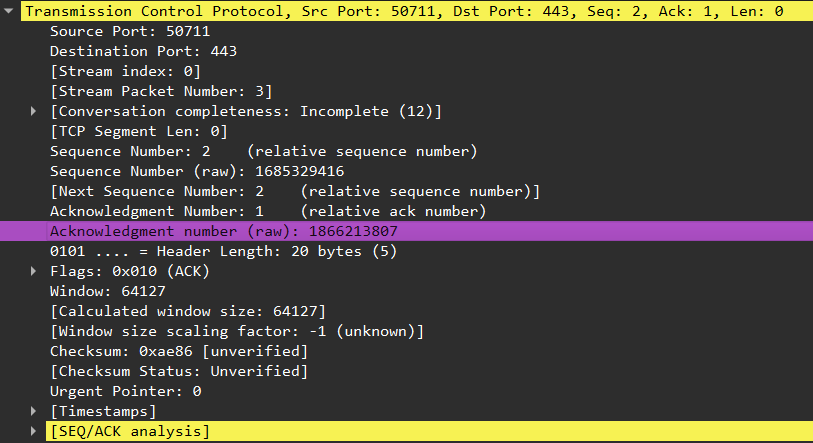 Transmission Control Protocol, Src Port: 50711, Dst Port: 443, Seq: 2, Ack: 1, Len: 0
Source Port: 50711
Destination Port: 443
[Stream index: 0]
[Stream Packet Number: 3]
[Conversation completeness: Incomplete (12)]
[TCP Segment Len: 0]
Sequence Number: 2    (relative sequence number)
Sequence Number (raw): 1685329416
[Next Sequence Number: 2    (relative sequence number)]
Acknowledgment Number: 1    (relative ack number)
Acknowledgment number (raw): 1866213807
0101 .... = Header Length: 20 bytes (5)
Flags: 0x010 (ACK)
Window: 64127
[Calculated window size: 64127]
[Window size scaling factor: -1 (unknown)]
Checksum: 0xae86 [unverified]
[Checksum Status: Unverified]
Urgent Pointer: 0
[Timestamps]
[SEQ/ACK analysis]